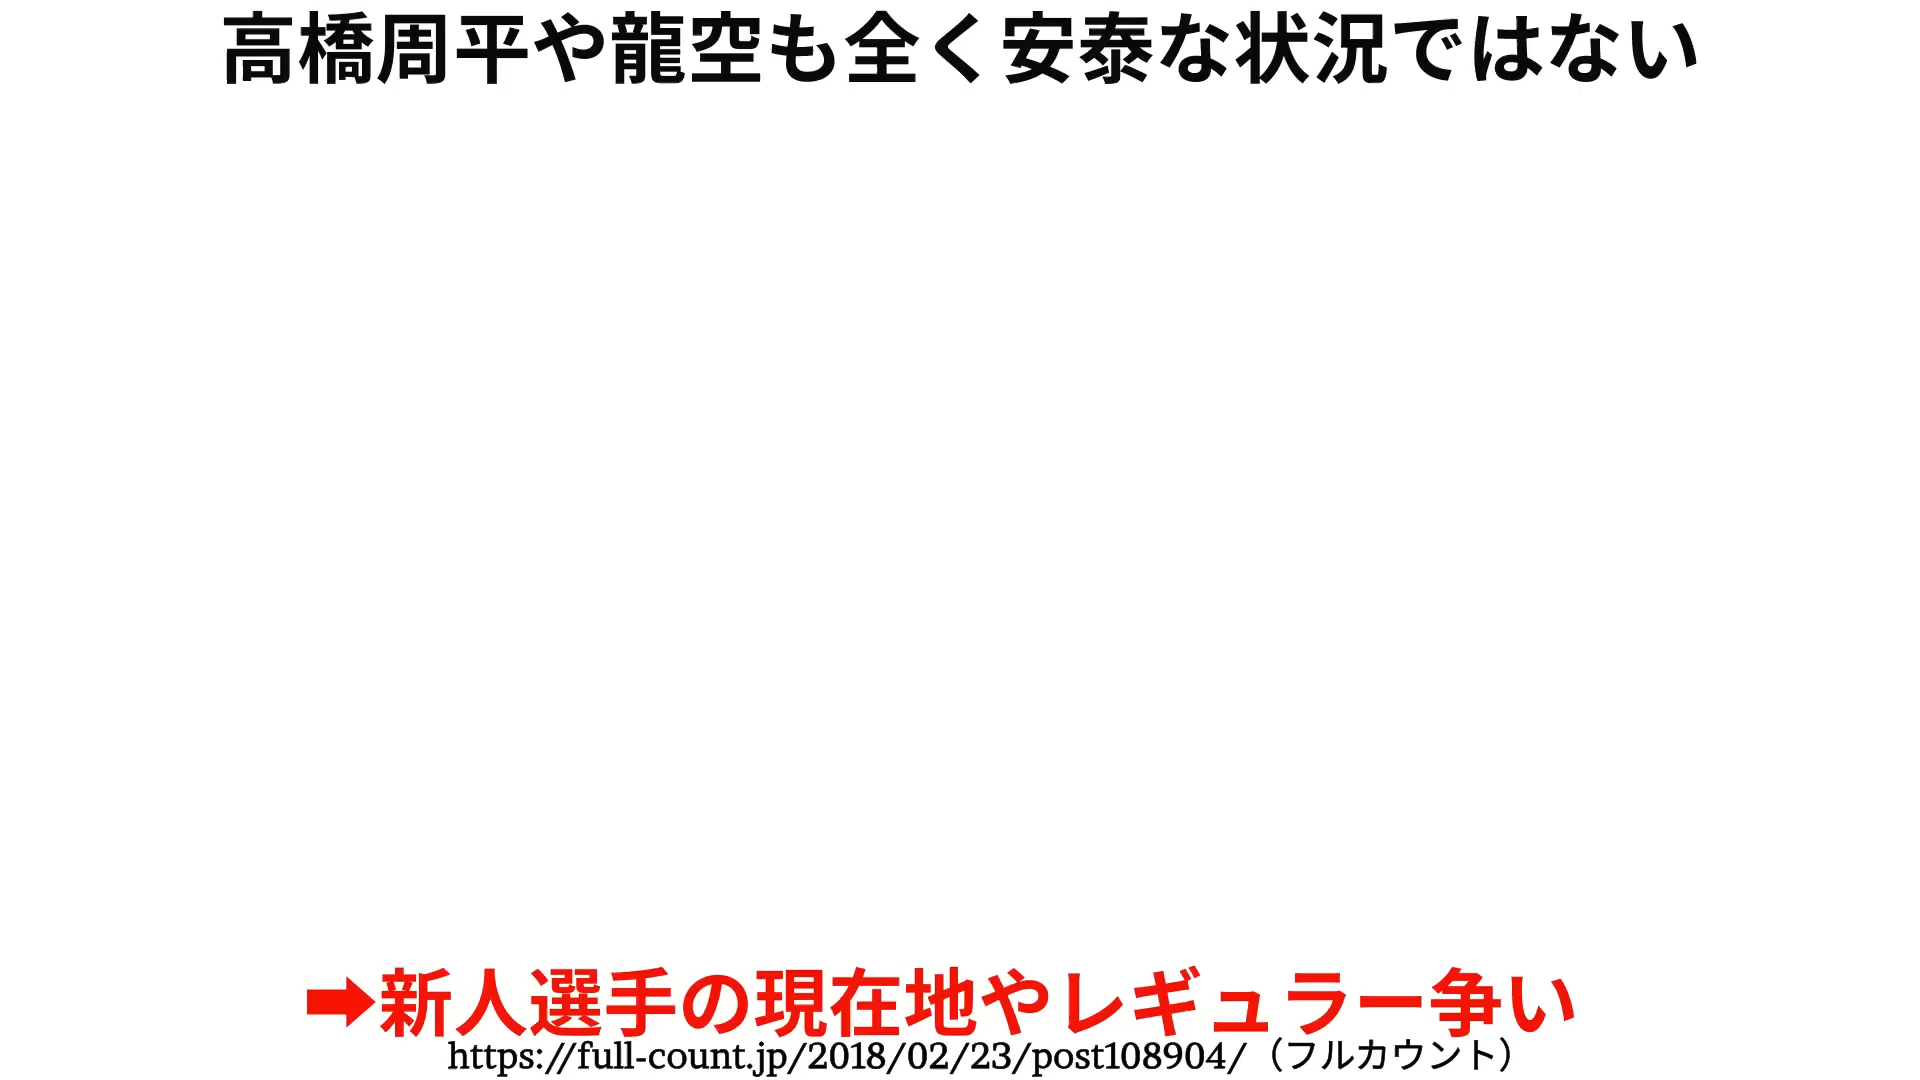 高橋周平や龍空も全く安泰な状況ではない
➡新人選手の現在地やレギュラー争い
https://full-count.jp/2018/02/23/post108904/（フルカウント）